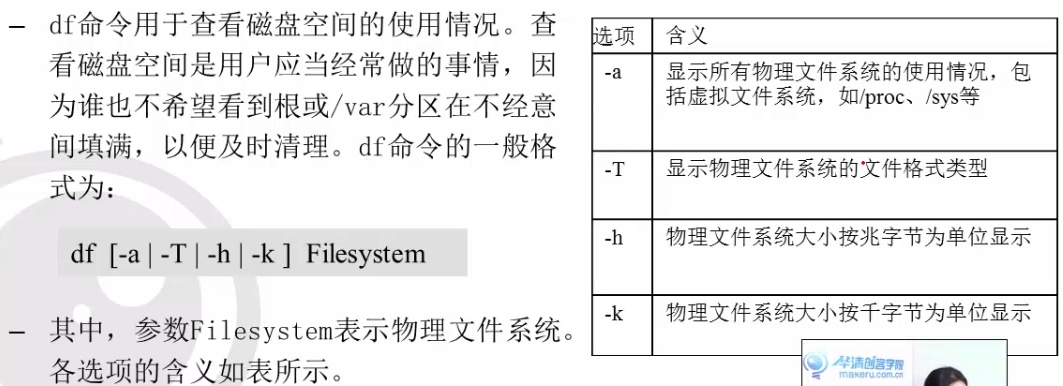 – df命令用于查看磁盘空间的使用情况。查
看磁盘空间是用户应当经常做的事情，因
为谁也不希望看到根或/var分区在不经意
间填满，以便及时清理。df命令的一般格
式为：
df [-a | -T | -h | -k ] Filesystem
– 其中，参数Filesystem表示物理文件系统。
各选项的含义如表所示。
选项 含义
-a 显示所有物理文件系统的使用情况，包
括虚拟文件系统，如/proc、/sys等
-T 显示物理文件系统的文件格式类型
-h 物理文件系统大小按兆字节为单位显示
-k 物理文件系统大小按千字节为单位显示
华清创客学院
makeru.com.cn